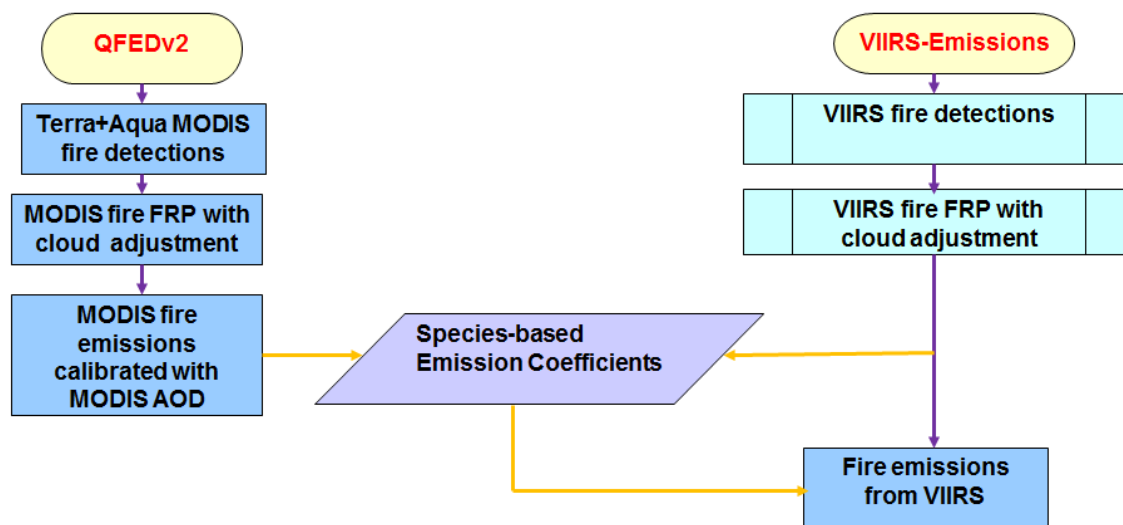 QFEDv2
Terra+Aqua MODIS
fire detections
MODIS fire FRP with
cloud adjustment
MODIS fire
emissions
calibrated with
MODIS AOD
Species-based
Emission Coefficients
VIIRS-Emissions
VIIRS fire detections
VIIRS fire FRP with
cloud adjustment
Fire emissions
from VIIRS